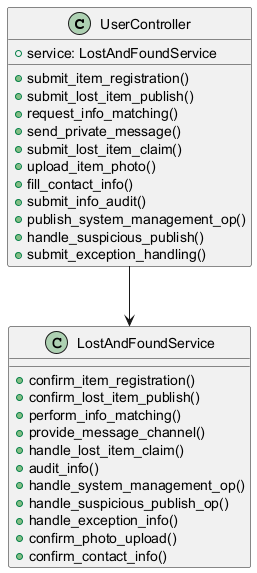 C UserController
service: LostAndFoundService
submit_item_registration()
submit_lost_item_publish()
request_info_matching()
send_private_message()
submit_lost_item_claim()
upload_item_photo()
fill_contact_info()
submit_info_audit()
publish_system_management_op()
handle_suspicious_publish()
submit_exception_handling()
C LostAndFoundService
confirm_item_registration()
confirm_lost_item_publish()
perform_info_matching()
provide_message_channel()
handle_lost_item_claim()
audit_info()
handle_system_management_op()
handle_suspicious_publish_op()
handle_exception_info()
confirm_photo_upload()
confirm_contact_info()